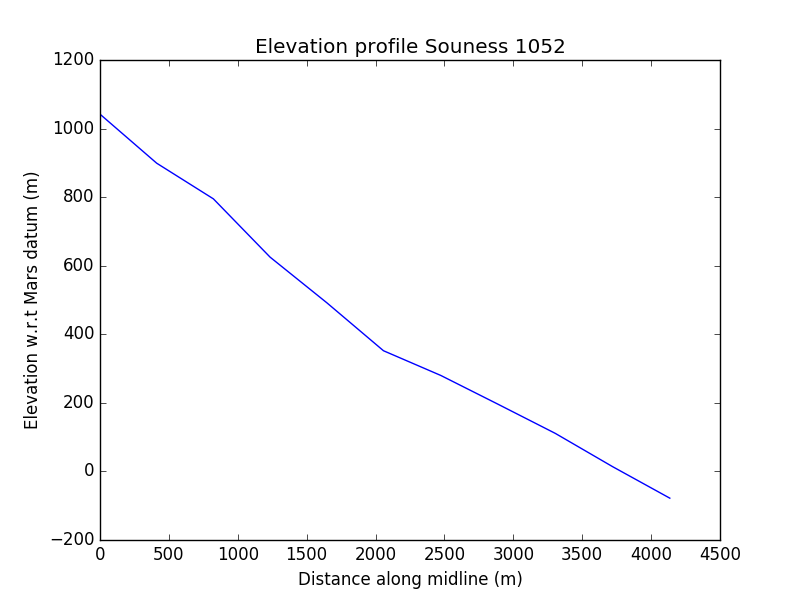 Elevation profile Souness 1052
1200
1000
800
600
400
200
0
−200
Elevation w.r.t Mars datum (m)
0 500 1000 1500 2000 2500 3000 3500 4000 4500
Distance along midline (m)